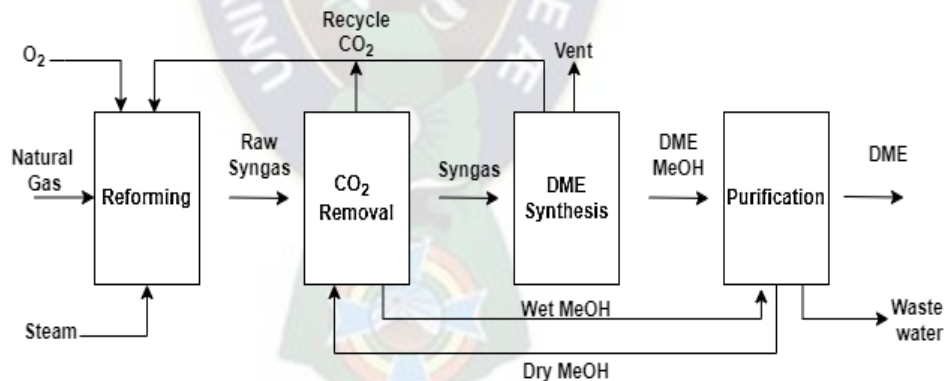 Recycle
CO₂
O₂
Vent
Natural
Gas
Reforming
Raw
Syngas
CO₂
Removal
Syngas
DME
Synthesis
DME
MeOH
Purification
DME
Steam
Wet MeOH
Dry MeOH
Waste
water